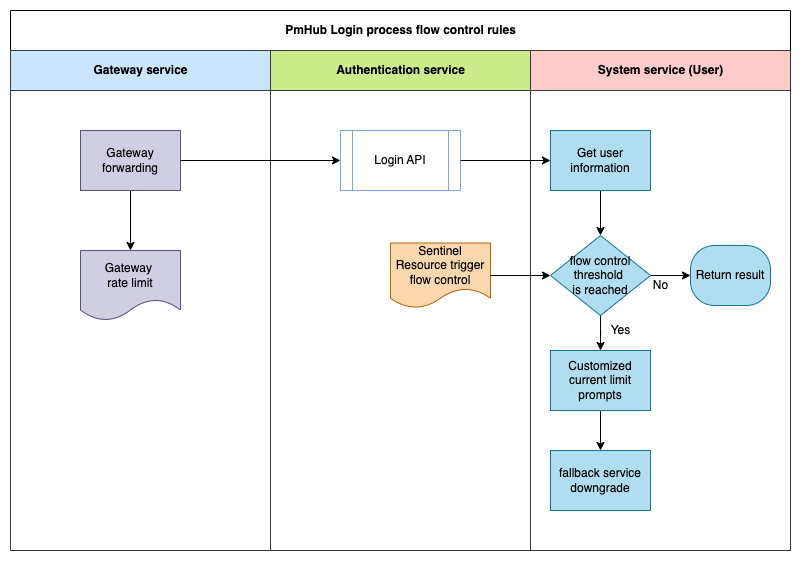 PmHub Login process flow control rules
Gateway service
Authentication service
System service (User)
Gateway
forwarding
Login API
Get user
information
Gateway
rate limit
Sentinel
Resource trigger
flow control
flow control
threshold
is reached
No
Return result
Yes
Customized
current limit
prompts
fallback service
downgrade